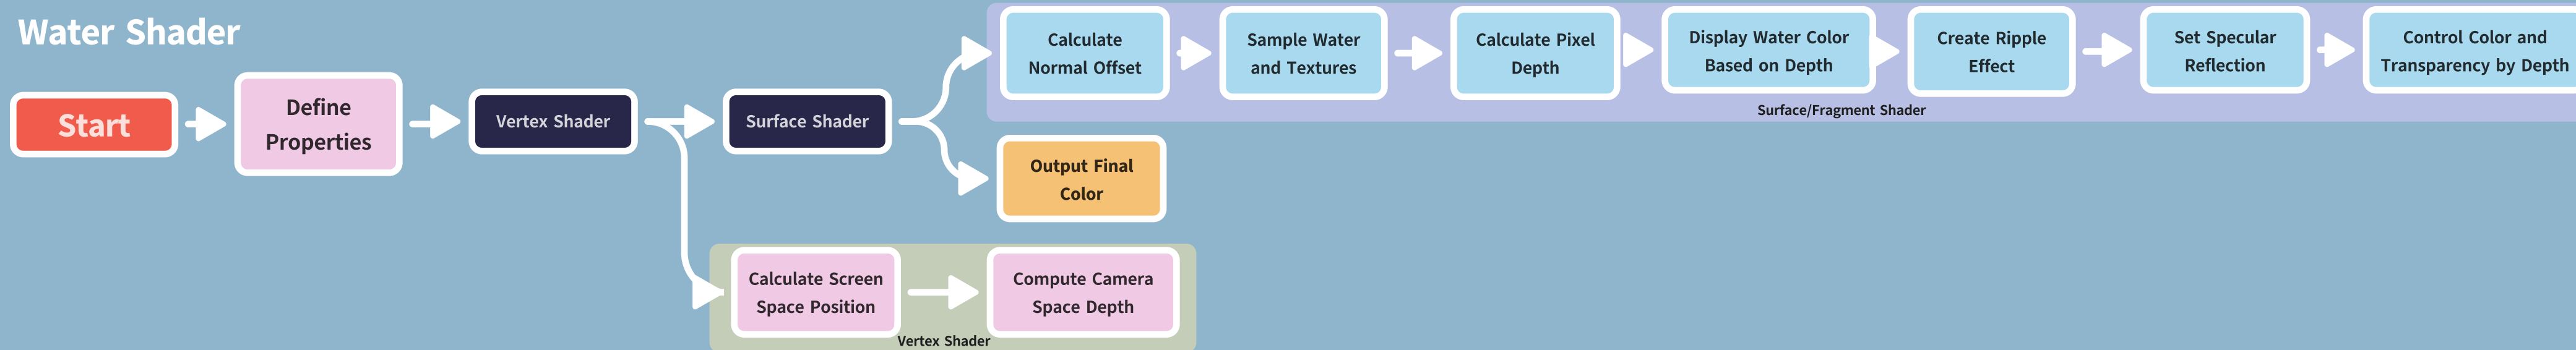 Water Shader
Start
Define
Properties
Vertex Shader
Surface Shader
Calculate
Normal Offset
Sample Water
and Textures
Calculate Pixel
Depth
Display Water Color
Based on Depth
Create Ripple
Effect
Set Specular
Reflection
Control Color and
Transparency by Depth
Surface/Fragment Shader
Output Final
Color
Calculate Screen
Space Position
Compute Camera
Space Depth
Vertex Shader